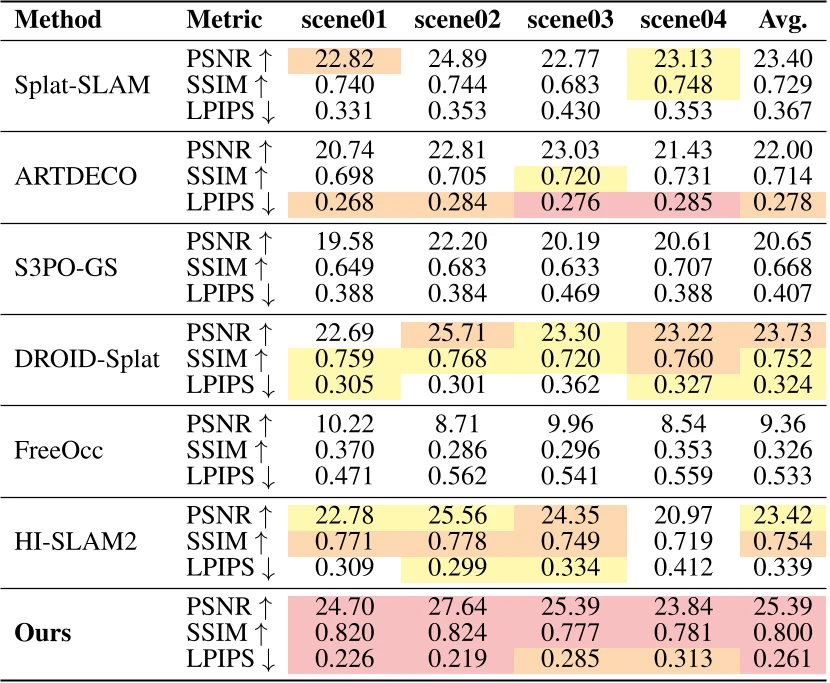 Method Metric scene01 scene02 scene03 scene04 Avg.
PSNR ↑ 22.82 24.89 22.77 23.13 23.40
Splat-SLAM SSIM ↑ 0.740 0.744 0.683 0.748 0.729
LPIPS ↓ 0.331 0.353 0.430 0.353 0.367
PSNR ↑ 20.74 22.81 23.03 21.43 22.00
ARTDECO SSIM ↑ 0.698 0.705 0.720 0.731 0.714
LPIPS ↓ 0.268 0.284 0.276 0.285 0.278
PSNR ↑ 19.58 22.20 20.19 20.61 20.65
S3PO-GS SSIM ↑ 0.649 0.683 0.633 0.707 0.668
LPIPS ↓ 0.388 0.384 0.469 0.388 0.407
PSNR ↑ 22.69 25.71 23.30 23.22 23.73
DROID-Splat SSIM ↑ 0.759 0.768 0.720 0.760 0.752
LPIPS ↓ 0.305 0.301 0.362 0.327 0.324
PSNR ↑ 10.22 8.71 9.96 8.54 9.36
FreeOcc SSIM ↑ 0.370 0.286 0.296 0.353 0.326
LPIPS ↓ 0.471 0.562 0.541 0.559 0.533
PSNR ↑ 22.78 25.56 24.35 20.97 23.42
HI-SLAM2 SSIM ↑ 0.771 0.778 0.749 0.719 0.754
LPIPS ↓ 0.309 0.299 0.334 0.412 0.339
PSNR ↑ 24.70 27.64 25.39 23.84 25.39
Ours SSIM ↑ 0.820 0.824 0.777 0.781 0.800
LPIPS ↓ 0.226 0.219 0.285 0.313 0.261